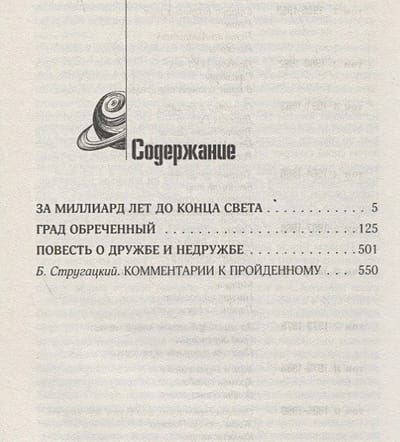 Содержание
ЗА МИЛЛИАРД ЛЕТ ДО КОНЦА СВЕТА . . . . . . . . . . . . 5
ГРАД ОБРЕЧЕННЫЙ . . . . . . . . . . . . . . . . . . . . . . . . . 125
ПОВЕСТЬ О ДРУЖБЕ И НЕДРУЖБЕ . . . . . . . . . . . . . 501
Б. Стругацкий. КОММЕНТАРИИ К ПРОЙДЕННОМУ . . . 550